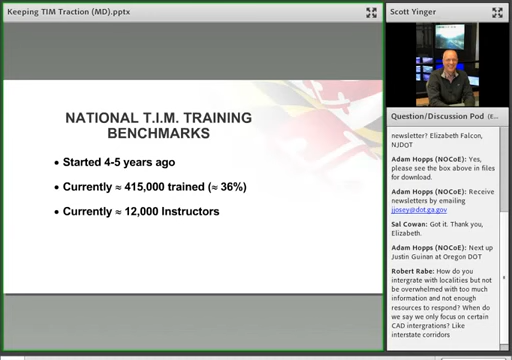 Keeping TIM Traction (MD).pptx
NATIONAL T.I.M. TRAINING
BENCHMARKS
• Started 4-5 years ago
• Currently ≈ 415,000 trained (≈ 36%)
• Currently ≈ 12,000 Instructors
Scott Yinger
Question/Discussion Pod (E...
newsletter? Elizabeth Falcon,
NJDOT
Adam Hopps (NOCoE): Yes,
please see the box above in files
for download.
Adam Hopps (NOCoE): Receive
newsletters by emailing
jjosey@dot.ga.gov
Sal Cowan: Got it. Thank you,
Elizabeth.
Adam Hopps (NOCoE): Next up
Justin Guinan at Oregon DOT
Robert Rabe: How do you
intergrate with localities but not
be overwhelmed with too much
information and not enough
resources to respond? When do
we say we only focus on certain
CAD intergrations? Like
interstate corridors